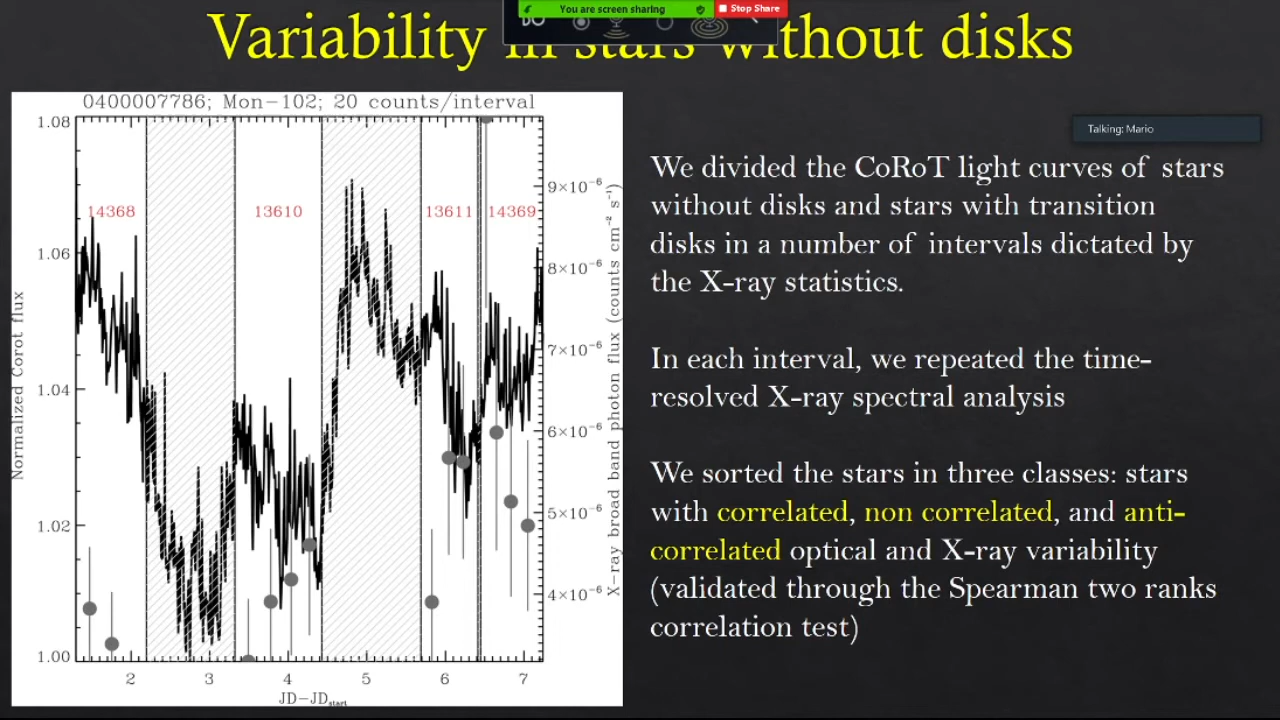 You are screen sharing
Stop Share
Variability in stars without disks
Talking: Mario
0400007786; Mon-102; 20 counts/interval
1.08
1.06
1.04
1.02
1.00
Normalized Corot flux
14368
13610
13611
14369
9×10⁻⁶
8×10⁻⁶
7×10⁻⁶
6×10⁻⁶
5×10⁻⁶
4×10⁻⁶
X-ray broad band photon flux (counts cm⁻² s⁻¹)
2 3 4 5 6 7
JD-JDstart
We divided the CoRoT light curves of stars
without disks and stars with transition
disks in a number of intervals dictated by
the X-ray statistics.
In each interval, we repeated the time-
resolved X-ray spectral analysis
We sorted the stars in three classes: stars
with correlated, non correlated, and anti-
correlated optical and X-ray variability
(validated through the Spearman two ranks
correlation test)